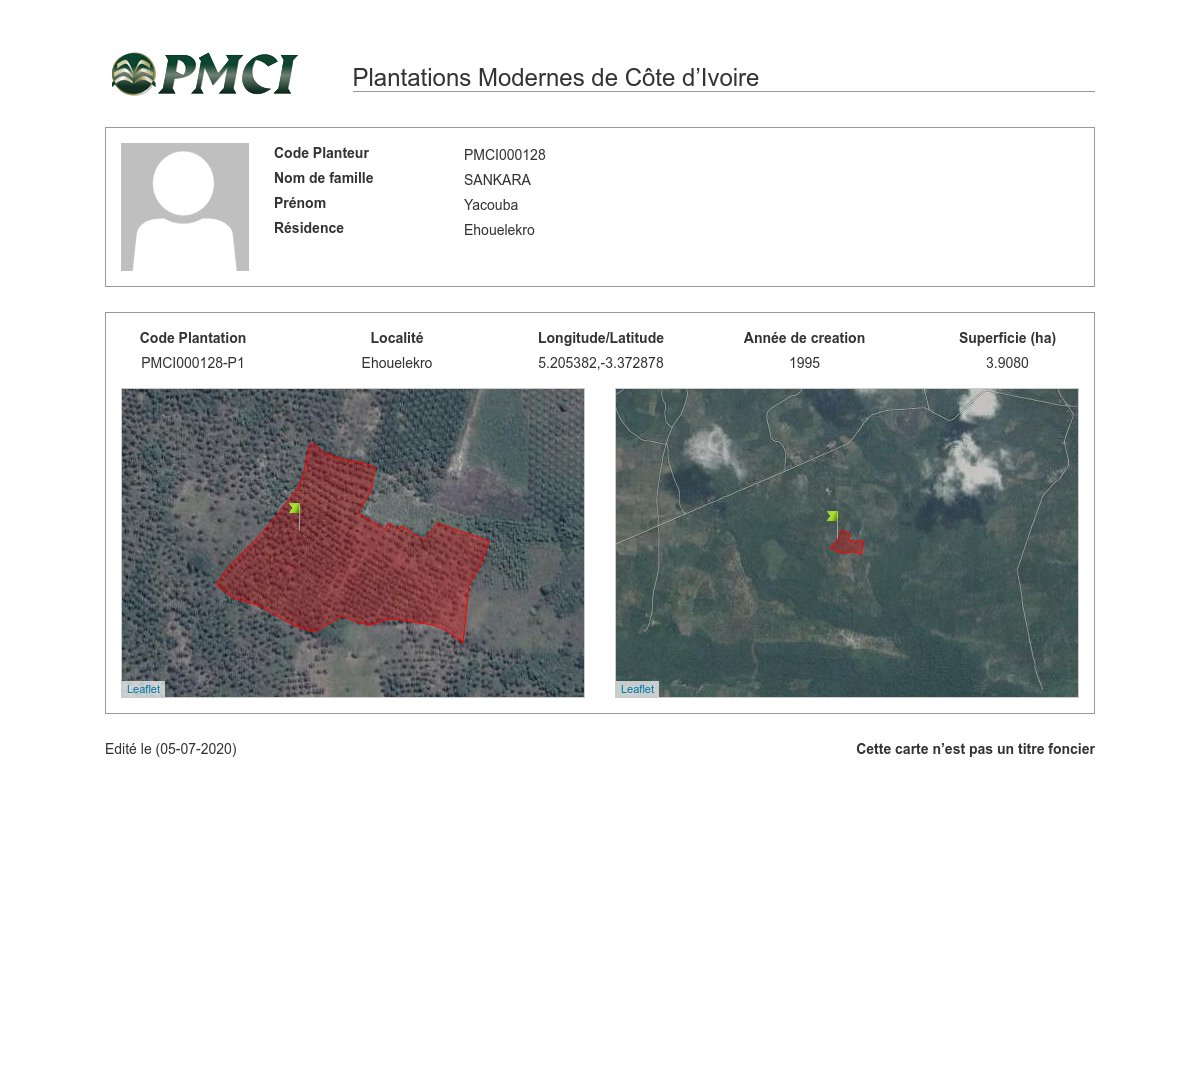 PMCI
Plantations Modernes de Côte d’Ivoire
Code Planteur PMCI000128
Nom de famille SANKARA
Prénom Yacouba
Résidence Ehouelekro
Code Plantation Localité Longitude/Latitude Année de creation Superficie (ha)
PMCI000128-P1 Ehouelekro 5.205382,-3.372878 1995 3.9080
Leaflet Leaflet
Edité le (05-07-2020) Cette carte n’est pas un titre foncier